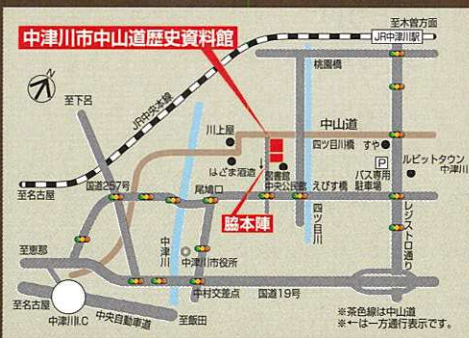 至木曽方面
中津川市中山道歴史資料館
JR中津川駅
桃園橋
N
至下呂
JR中央本線
中山道
川上屋
四ツ目川橋
すや
はざま酒造
P
ルビットタウン
中津川
バス専用
駐車場
図書館
中央公民館
えびす橋
国道257号
尾鳩口
至名古屋
脇本陣
四ツ目川
レジストロ通り
至恵那
中津川
中津川市役所
中村交差点
国道19号
至名古屋
中津川I.C
中央自動車道
至飯田
※茶色線は中山道
※←は一方通行表示です。